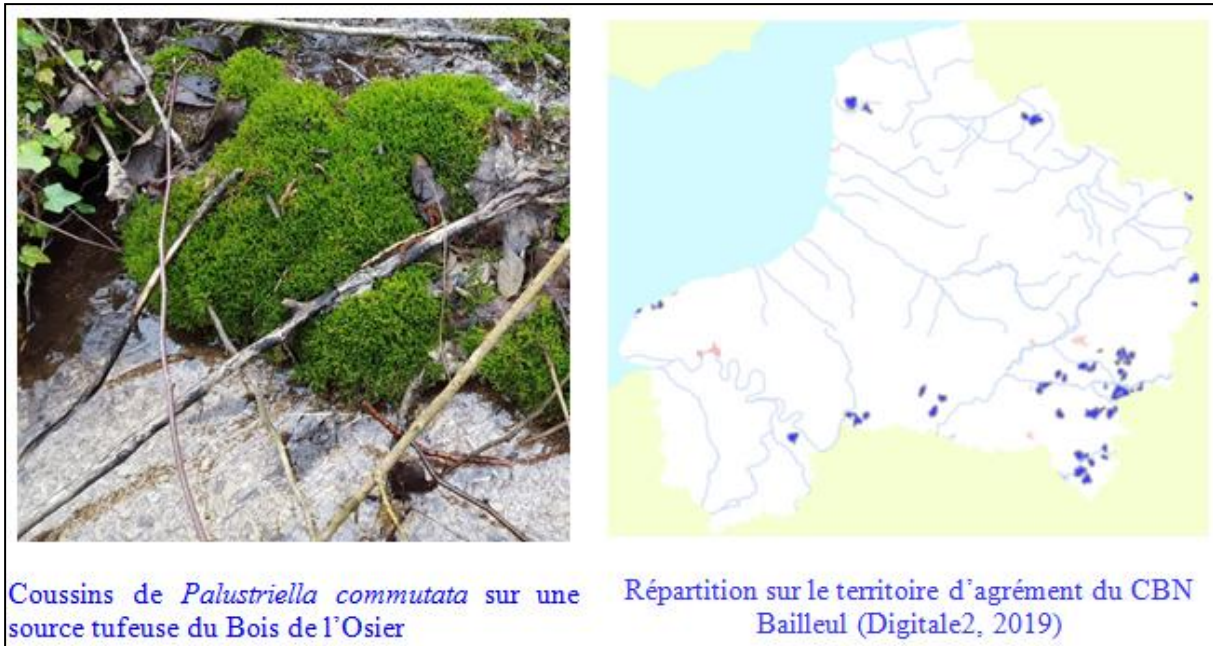 Coussins de Palustriella commutata sur une
source tufeuse du Bois de l’Osier
Répartition sur le territoire d’agrément du CBN
Bailleul (Digitale2, 2019)